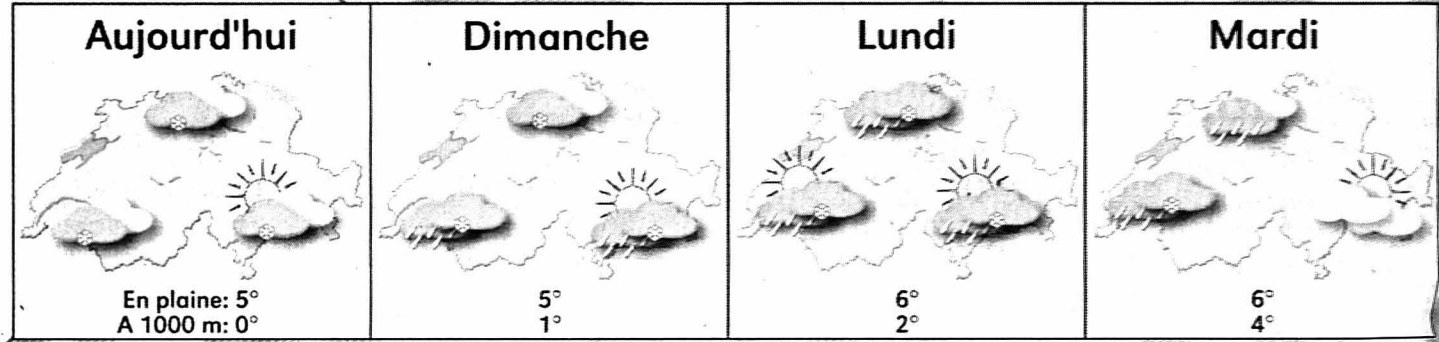 Aujourd'hui
En plaine: 5°
A 1000 m: 0°
Dimanche
5°
1°
Lundi
6°
2°
Mardi
6°
4°